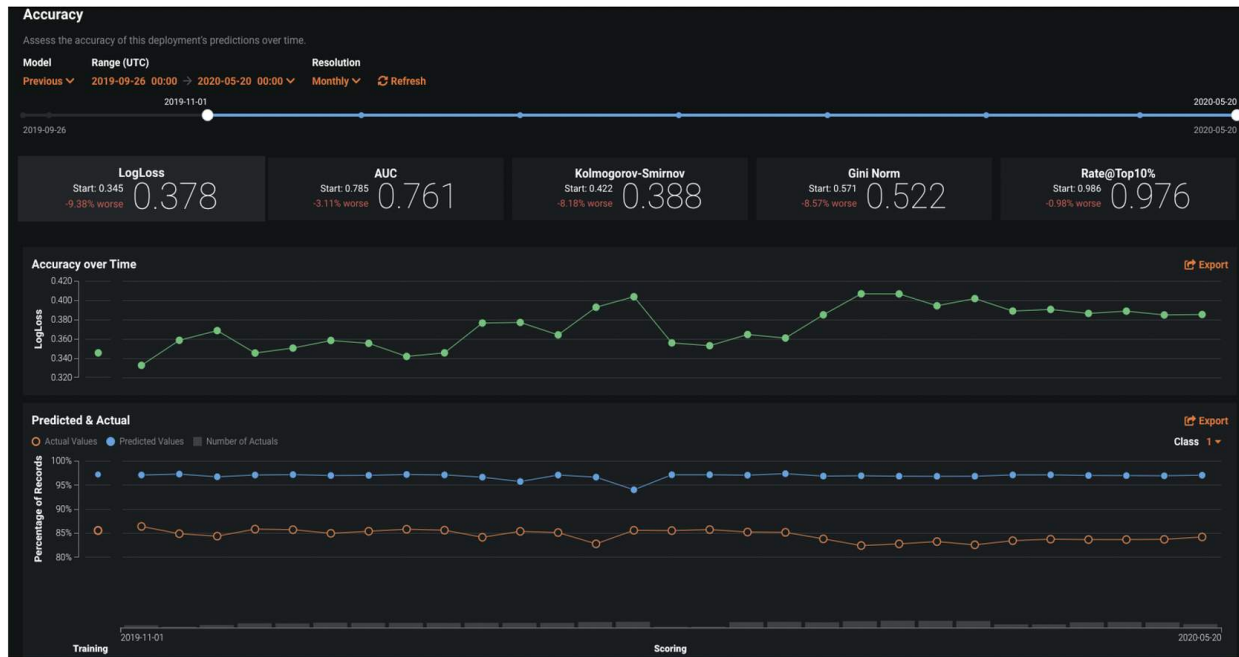 Accuracy
Assess the accuracy of this deployment's predictions over time.
Model Range (UTC) Resolution
Previous 2019-09-26 00:00 → 2020-05-20 00:00 Monthly Refresh
2019-11-01 2020-05-20
2019-09-26 2020-05-20
LogLoss
Start: 0.345
-9.38% worse
0.378
AUC
Start: 0.785
-3.11% worse
0.761
Kolmogorov-Smirnov
Start: 0.422
-8.18% worse
0.388
Gini Norm
Start: 0.571
-8.57% worse
0.522
Rate@Top10%
Start: 0.986
-0.98% worse
0.976
Accuracy over Time Export
LogLoss
0.420
0.400
0.380
0.360
0.340
0.320
Predicted & Actual Export
Actual Values Predicted Values Number of Actuals Class 1
Percentage of Records
100%
95%
90%
85%
80%
2019-11-01 2020-05-20
Training Scoring